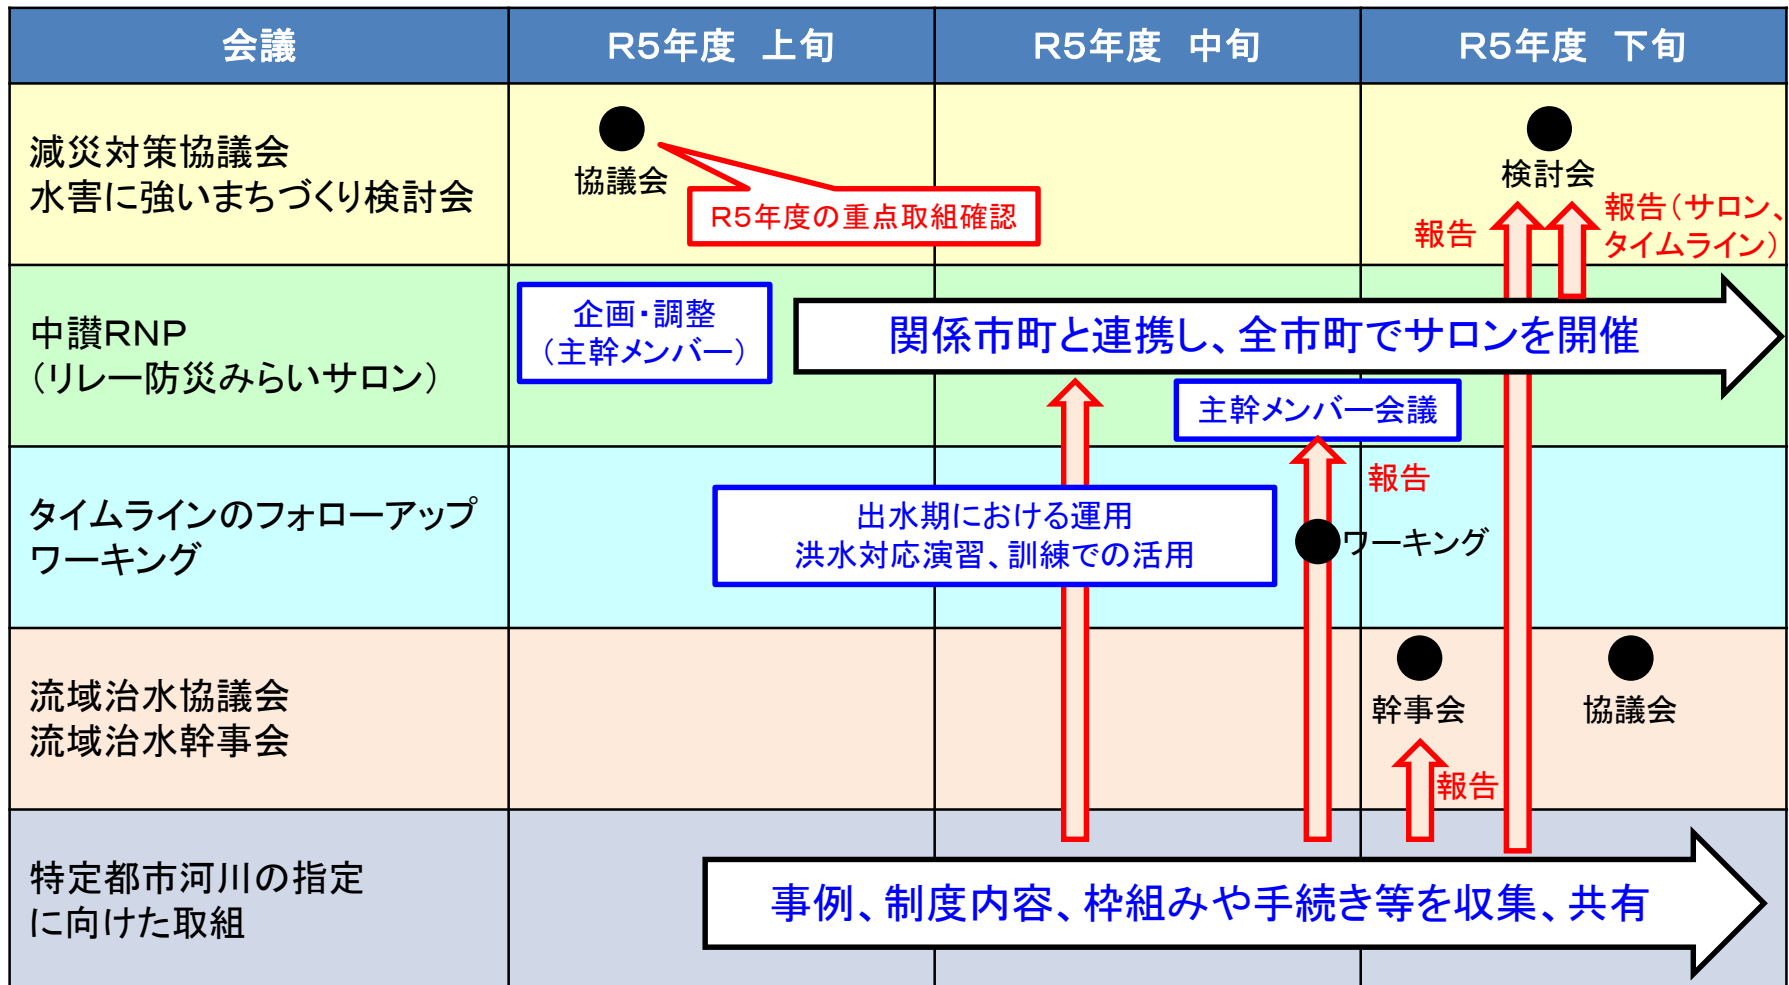 会議
R5年度 上旬
R5年度 中旬
R5年度 下旬
減災対策協議会
水害に強いまちづくり検討会
協議会
R5年度の重点取組確認
検討会
報告
報告(サロン、
タイムライン)
中讃RNP
(リレー防災みらいサロン)
企画・調整
(主幹メンバー)
関係市町と連携し、全市町でサロンを開催
主幹メンバー会議
タイムラインのフォローアップ
ワーキング
出水期における運用
洪水対応演習、訓練での活用
報告
ワーキング
流域治水協議会
流域治水幹事会
幹事会
協議会
報告
特定都市河川の指定
に向けた取組
事例、制度内容、枠組みや手続き等を収集、共有